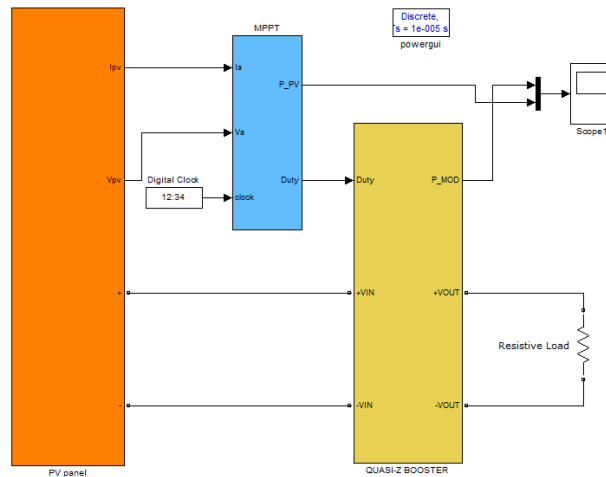 Discrete,
s = 1e-005 s
powergui
MPPT
Ipv
Ia
P_PV
Scope1
Va
Vpv
Digital Clock
12:34
clook
Duty
Duty
P_MOD
+
+VIN
+VOUT
Resistive Load
-
-VIN
-VOUT
PV panel
QUASI-Z BOOSTER